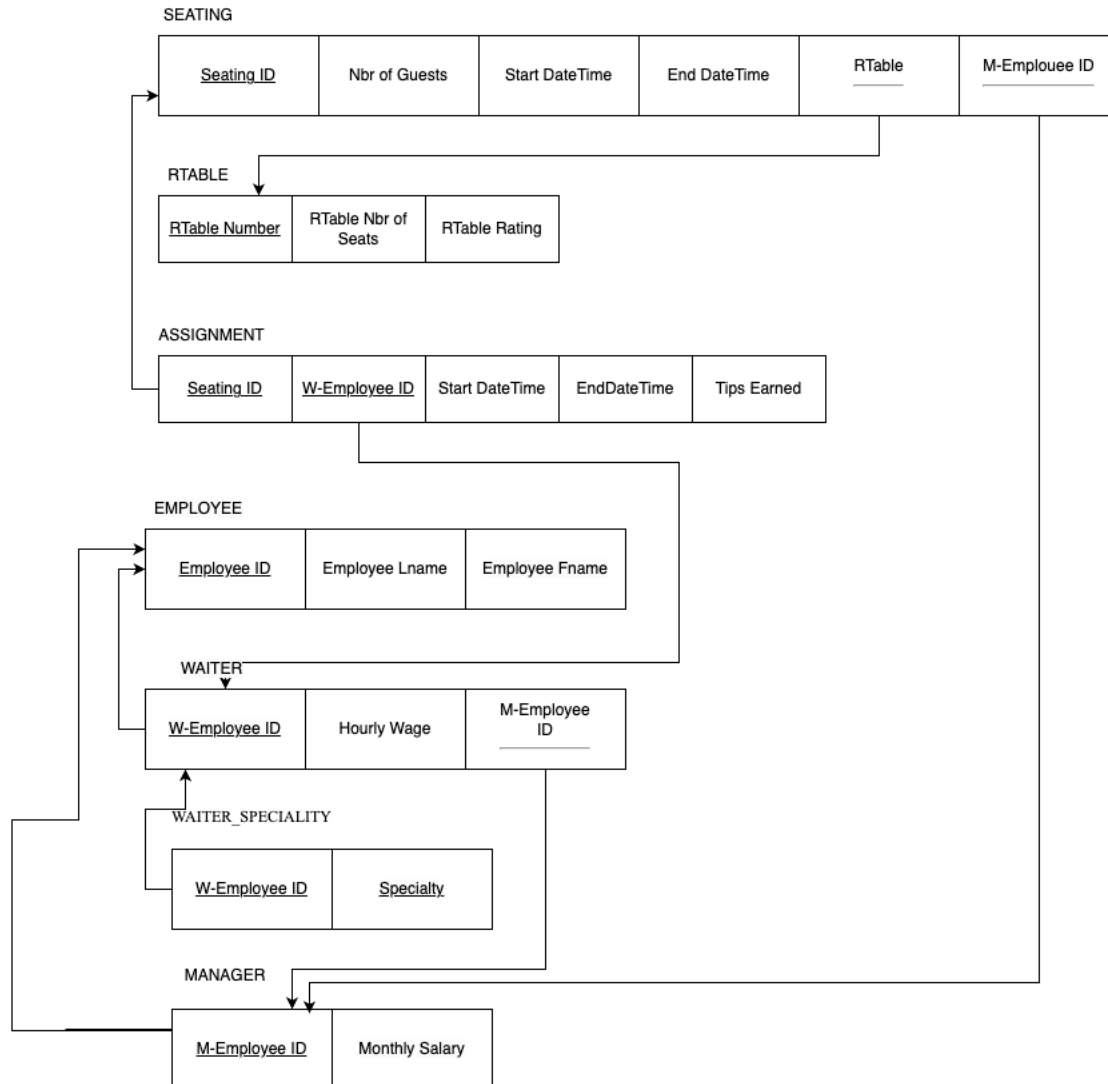 SEATING
Seating ID
Nbr of Guests
Start DateTime
End DateTime
RTable
M-Emplouee ID
RTABLE
RTable Number
RTable Nbr of
Seats
RTable Rating
ASSIGNMENT
Seating ID
W-Employee ID
Start DateTime
EndDateTime
Tips Earned
EMPLOYEE
Employee ID
Employee Lname
Employee Fname
WAITER
W-Employee ID
Hourly Wage
M-Employee
ID
WAITER_SPECIALITY
W-Employee ID
Specialty
MANAGER
M-Employee ID
Monthly Salary